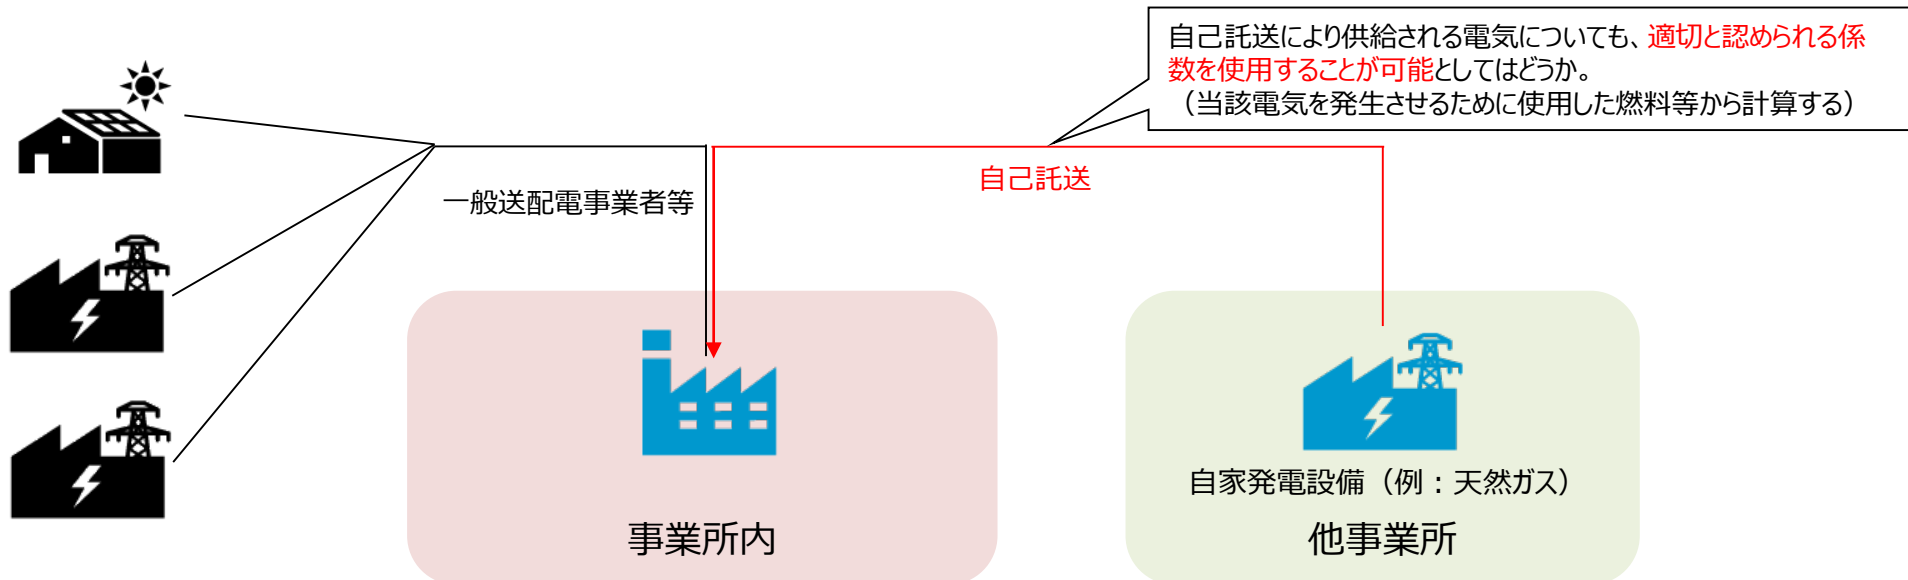 自己託送により供給される電気についても、適切と認められる係
数を使用することが可能としてはどうか。
（当該電気を発生させるために使用した燃料等から計算する）
自己託送
一般送配電事業者等
自家発電設備（例：天然ガス）
事業所内
他事業所